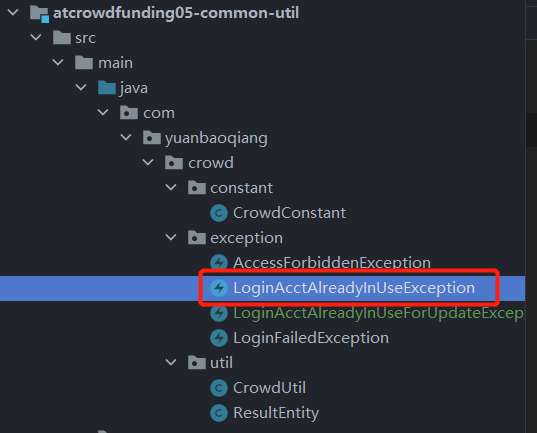 atcrowdfunding05-common-util
src
main
java
com
yuanbaoqiang
crowd
constant
CrowdConstant
exception
AccessForbiddenException
LoginAcctAlreadyInUseException
LoginAcctAlreadyInUseForUpdateExcep
LoginFailedException
util
CrowdUtil
ResultEntity